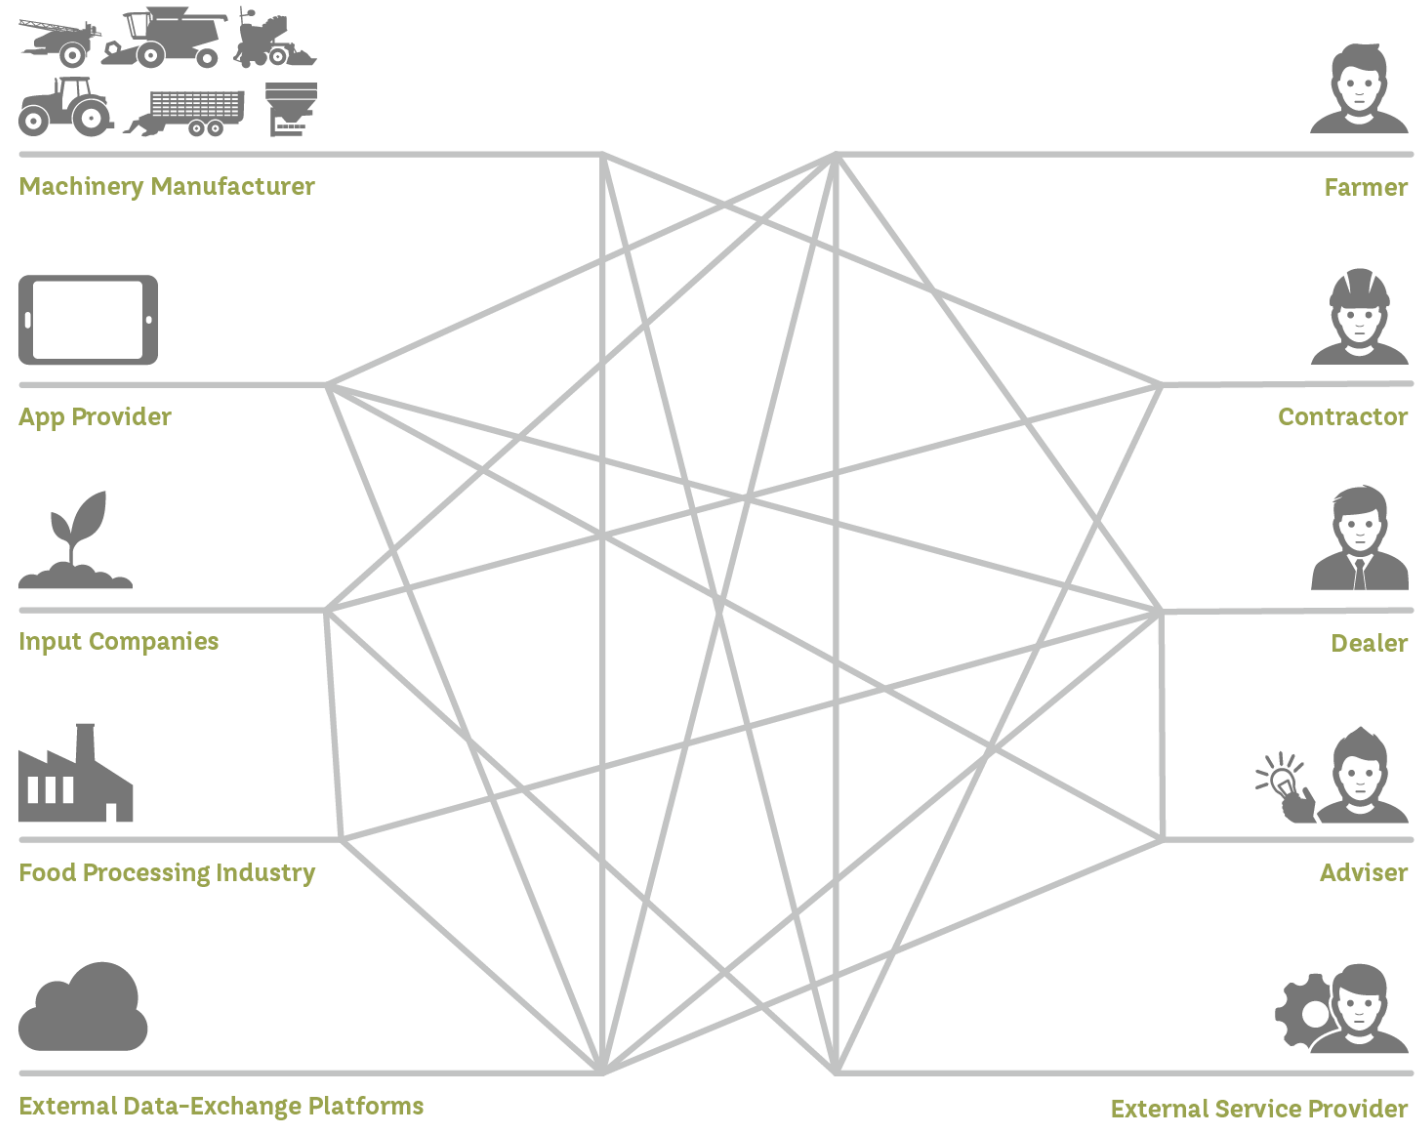 Machinery Manufacturer
Farmer
App Provider
Contractor
Input Companies
Dealer
Food Processing Industry
Adviser
External Data-Exchange Platforms
External Service Provider